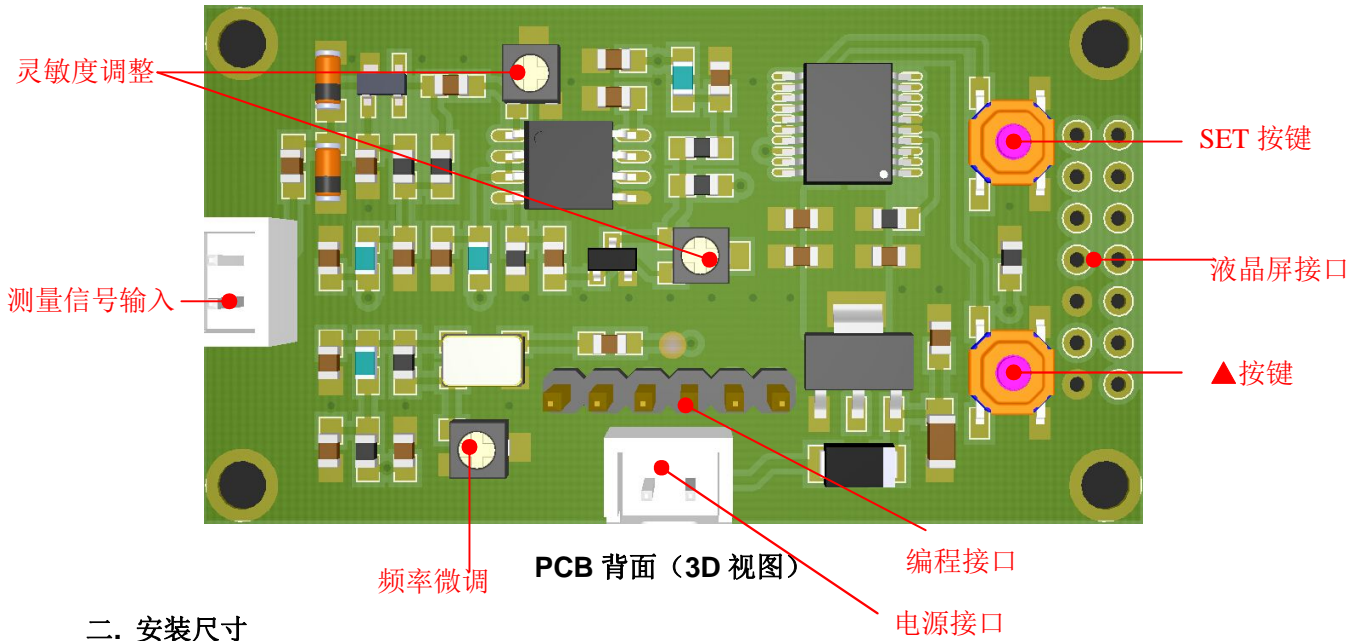 灵敏度调整
SET 按键
液晶屏接口
测量信号输入
▲按键
PCB 背面（3D 视图）
编程接口
频率微调
电源接口
二. 安装尺寸